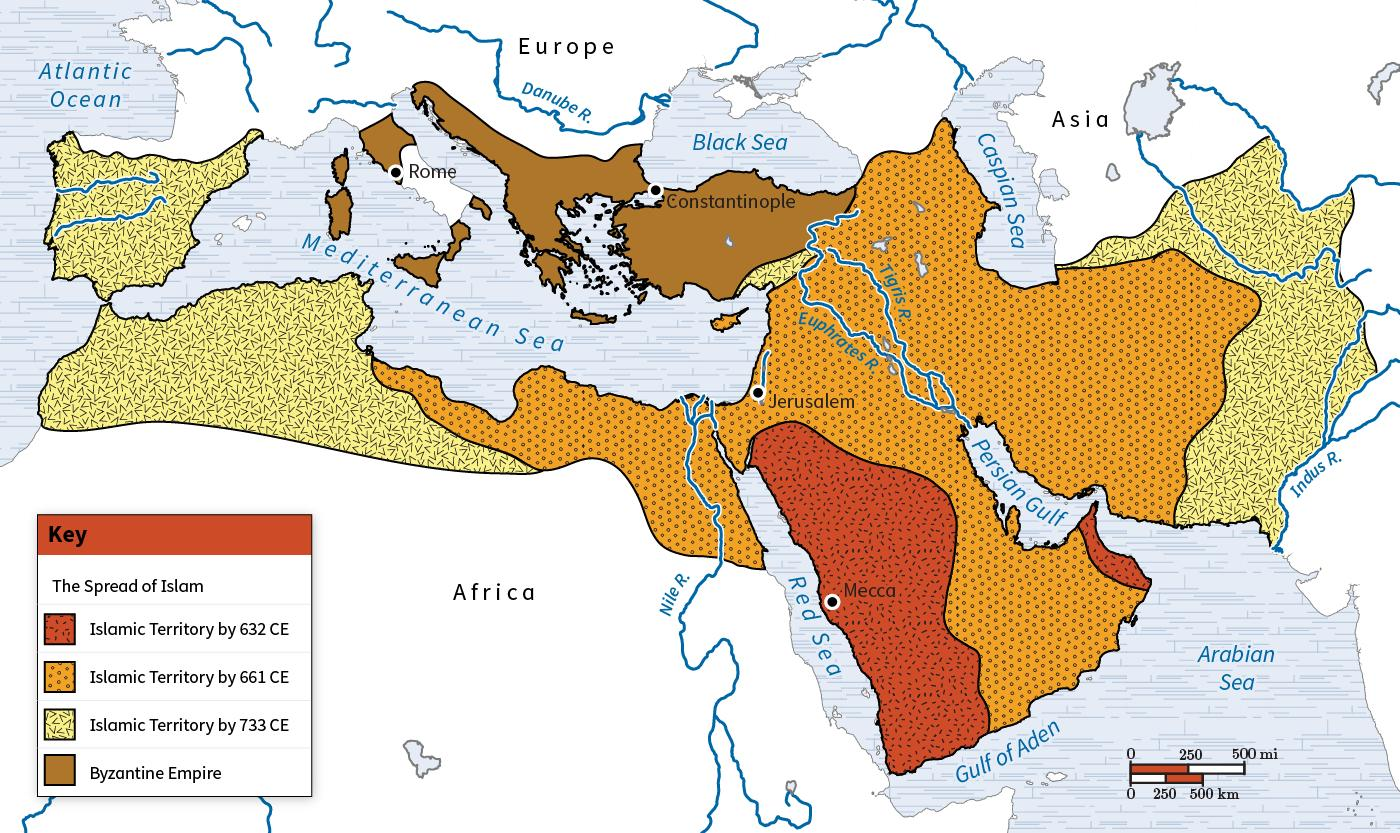 Europe
Atlantic
Ocean
Danube R.
Asia
Black Sea
Caspian Sea
Rome
Constantinople
Mediterranean Sea
Tigris R.
Euphrates R.
Jerusalem
Persian Gulf
Indus R.
Key
The Spread of Islam
Islamic Territory by 632 CE
Islamic Territory by 661 CE
Islamic Territory by 733 CE
Byzantine Empire
Africa
Nile R.
Red Sea
Mecca
Arabian
Sea
Gulf of Aden
0 250 500 mi
0 250 500 km